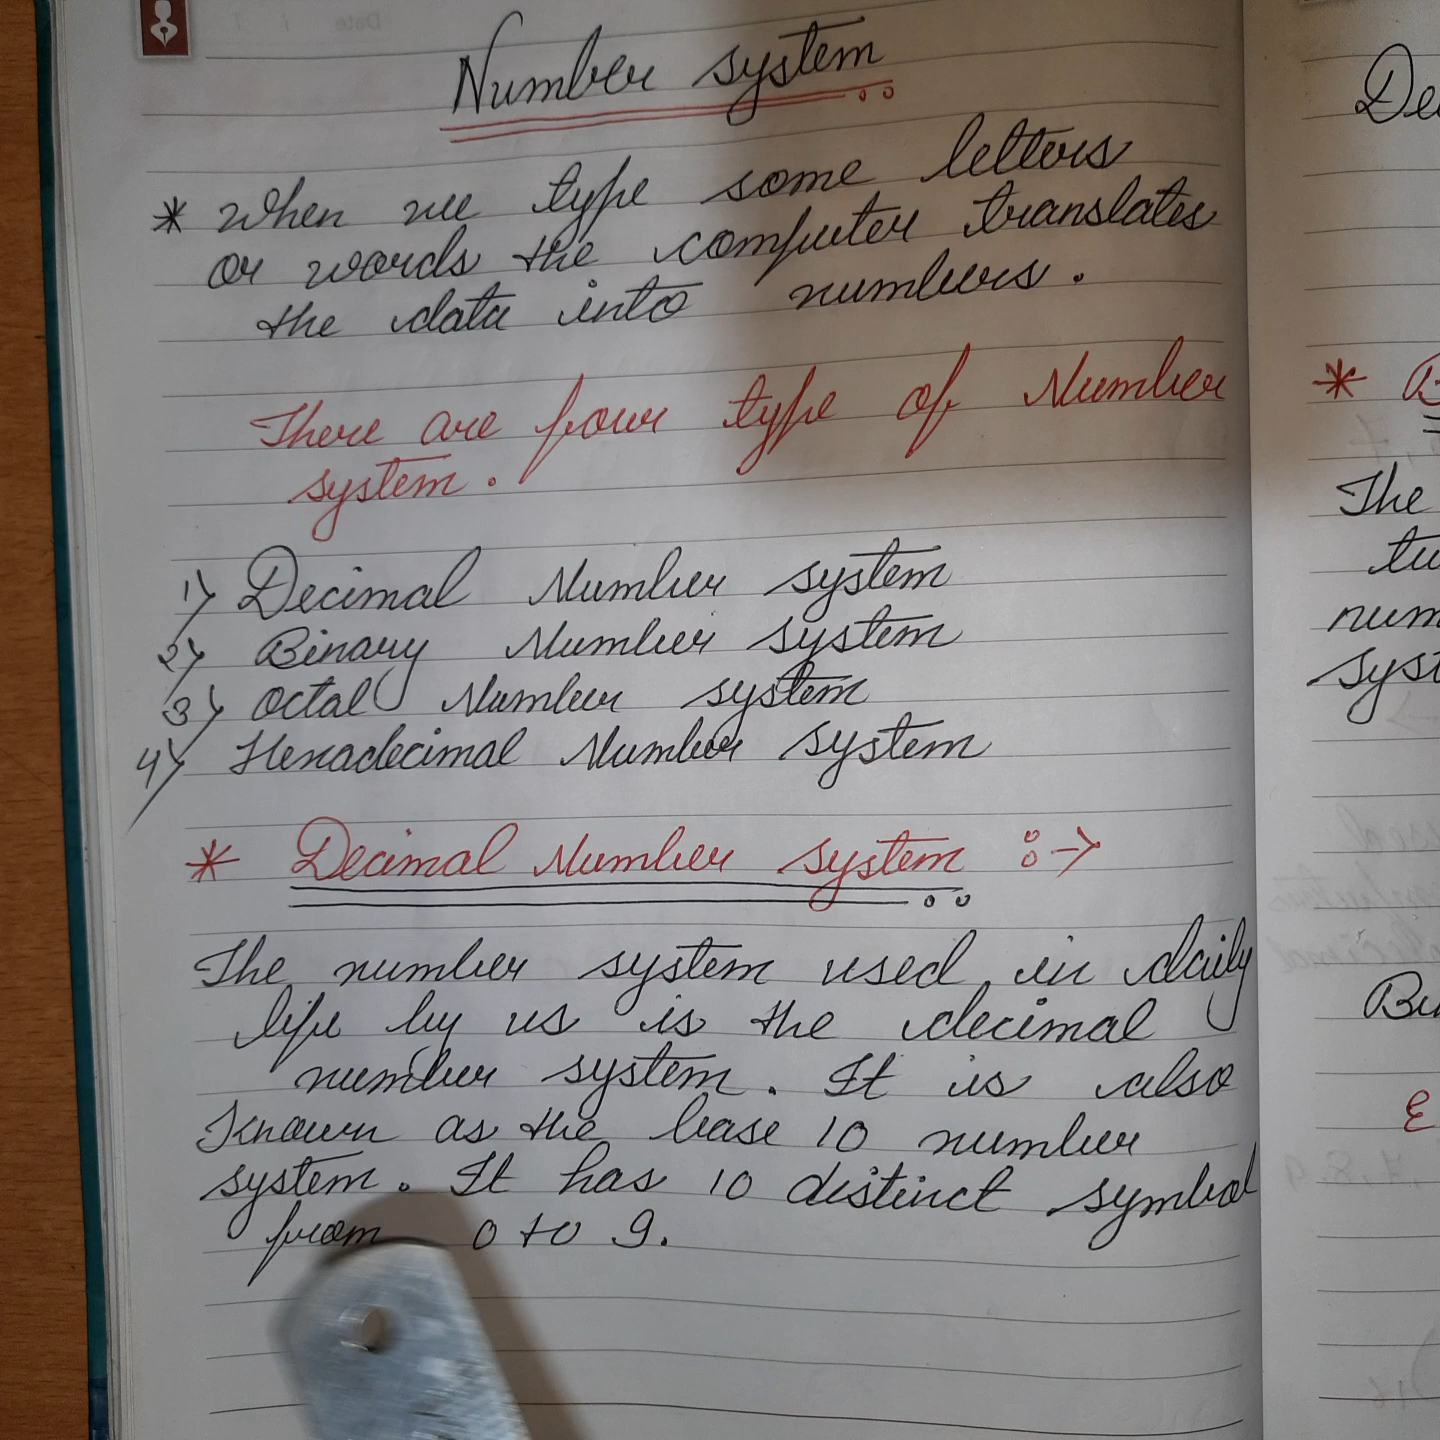 Number system
* When we type some letters
or words the computer translates
the data into numbers.
There are four type of Number
system.
1) Decimal Number system
2) Binary Number system
3) Octal Number system
4) Hexadecimal Number system
* Decimal Number system :->
The number system used in daily
life by us is the decimal
number system. It is also
Known as the base 10 number
system. It has 10 distinct symbol
from 0 to 9.
The